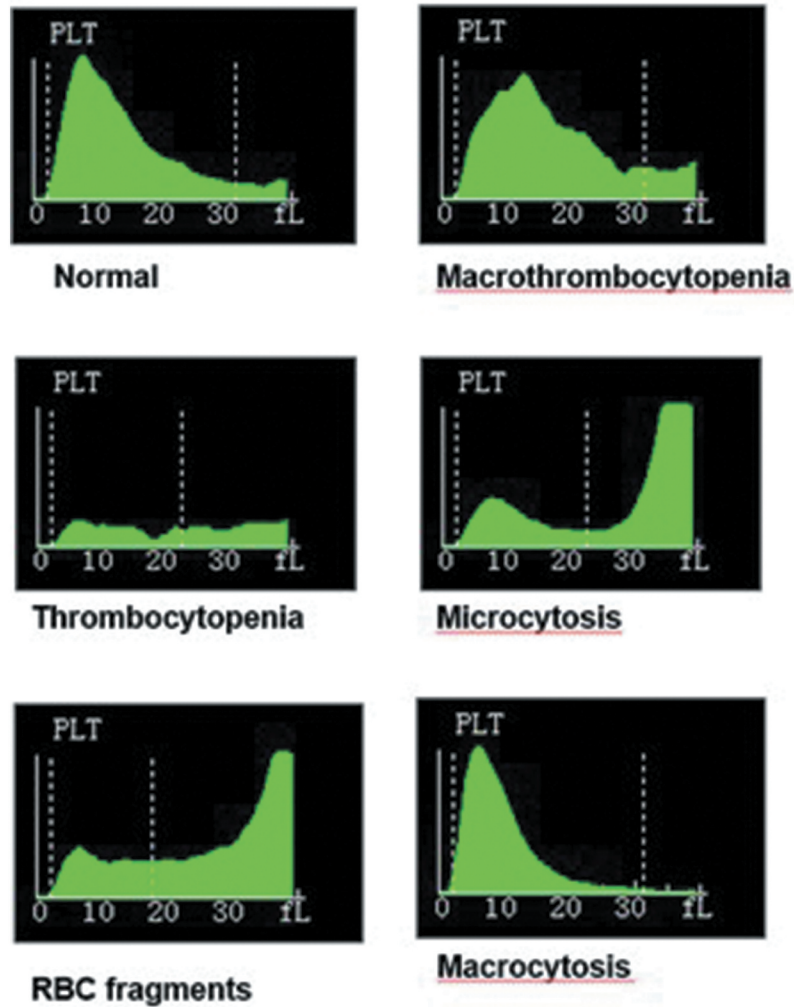 PLT
0 10 20 30 fL
Normal
PLT
0 10 20 30 fL
Macrothrombocytopenia
PLT
0 10 20 30 fL
Thrombocytopenia
PLT
0 10 20 30 fL
Microcytosis
PLT
0 10 20 30 fL
RBC fragments
PLT
0 10 20 30 fL
Macrocytosis